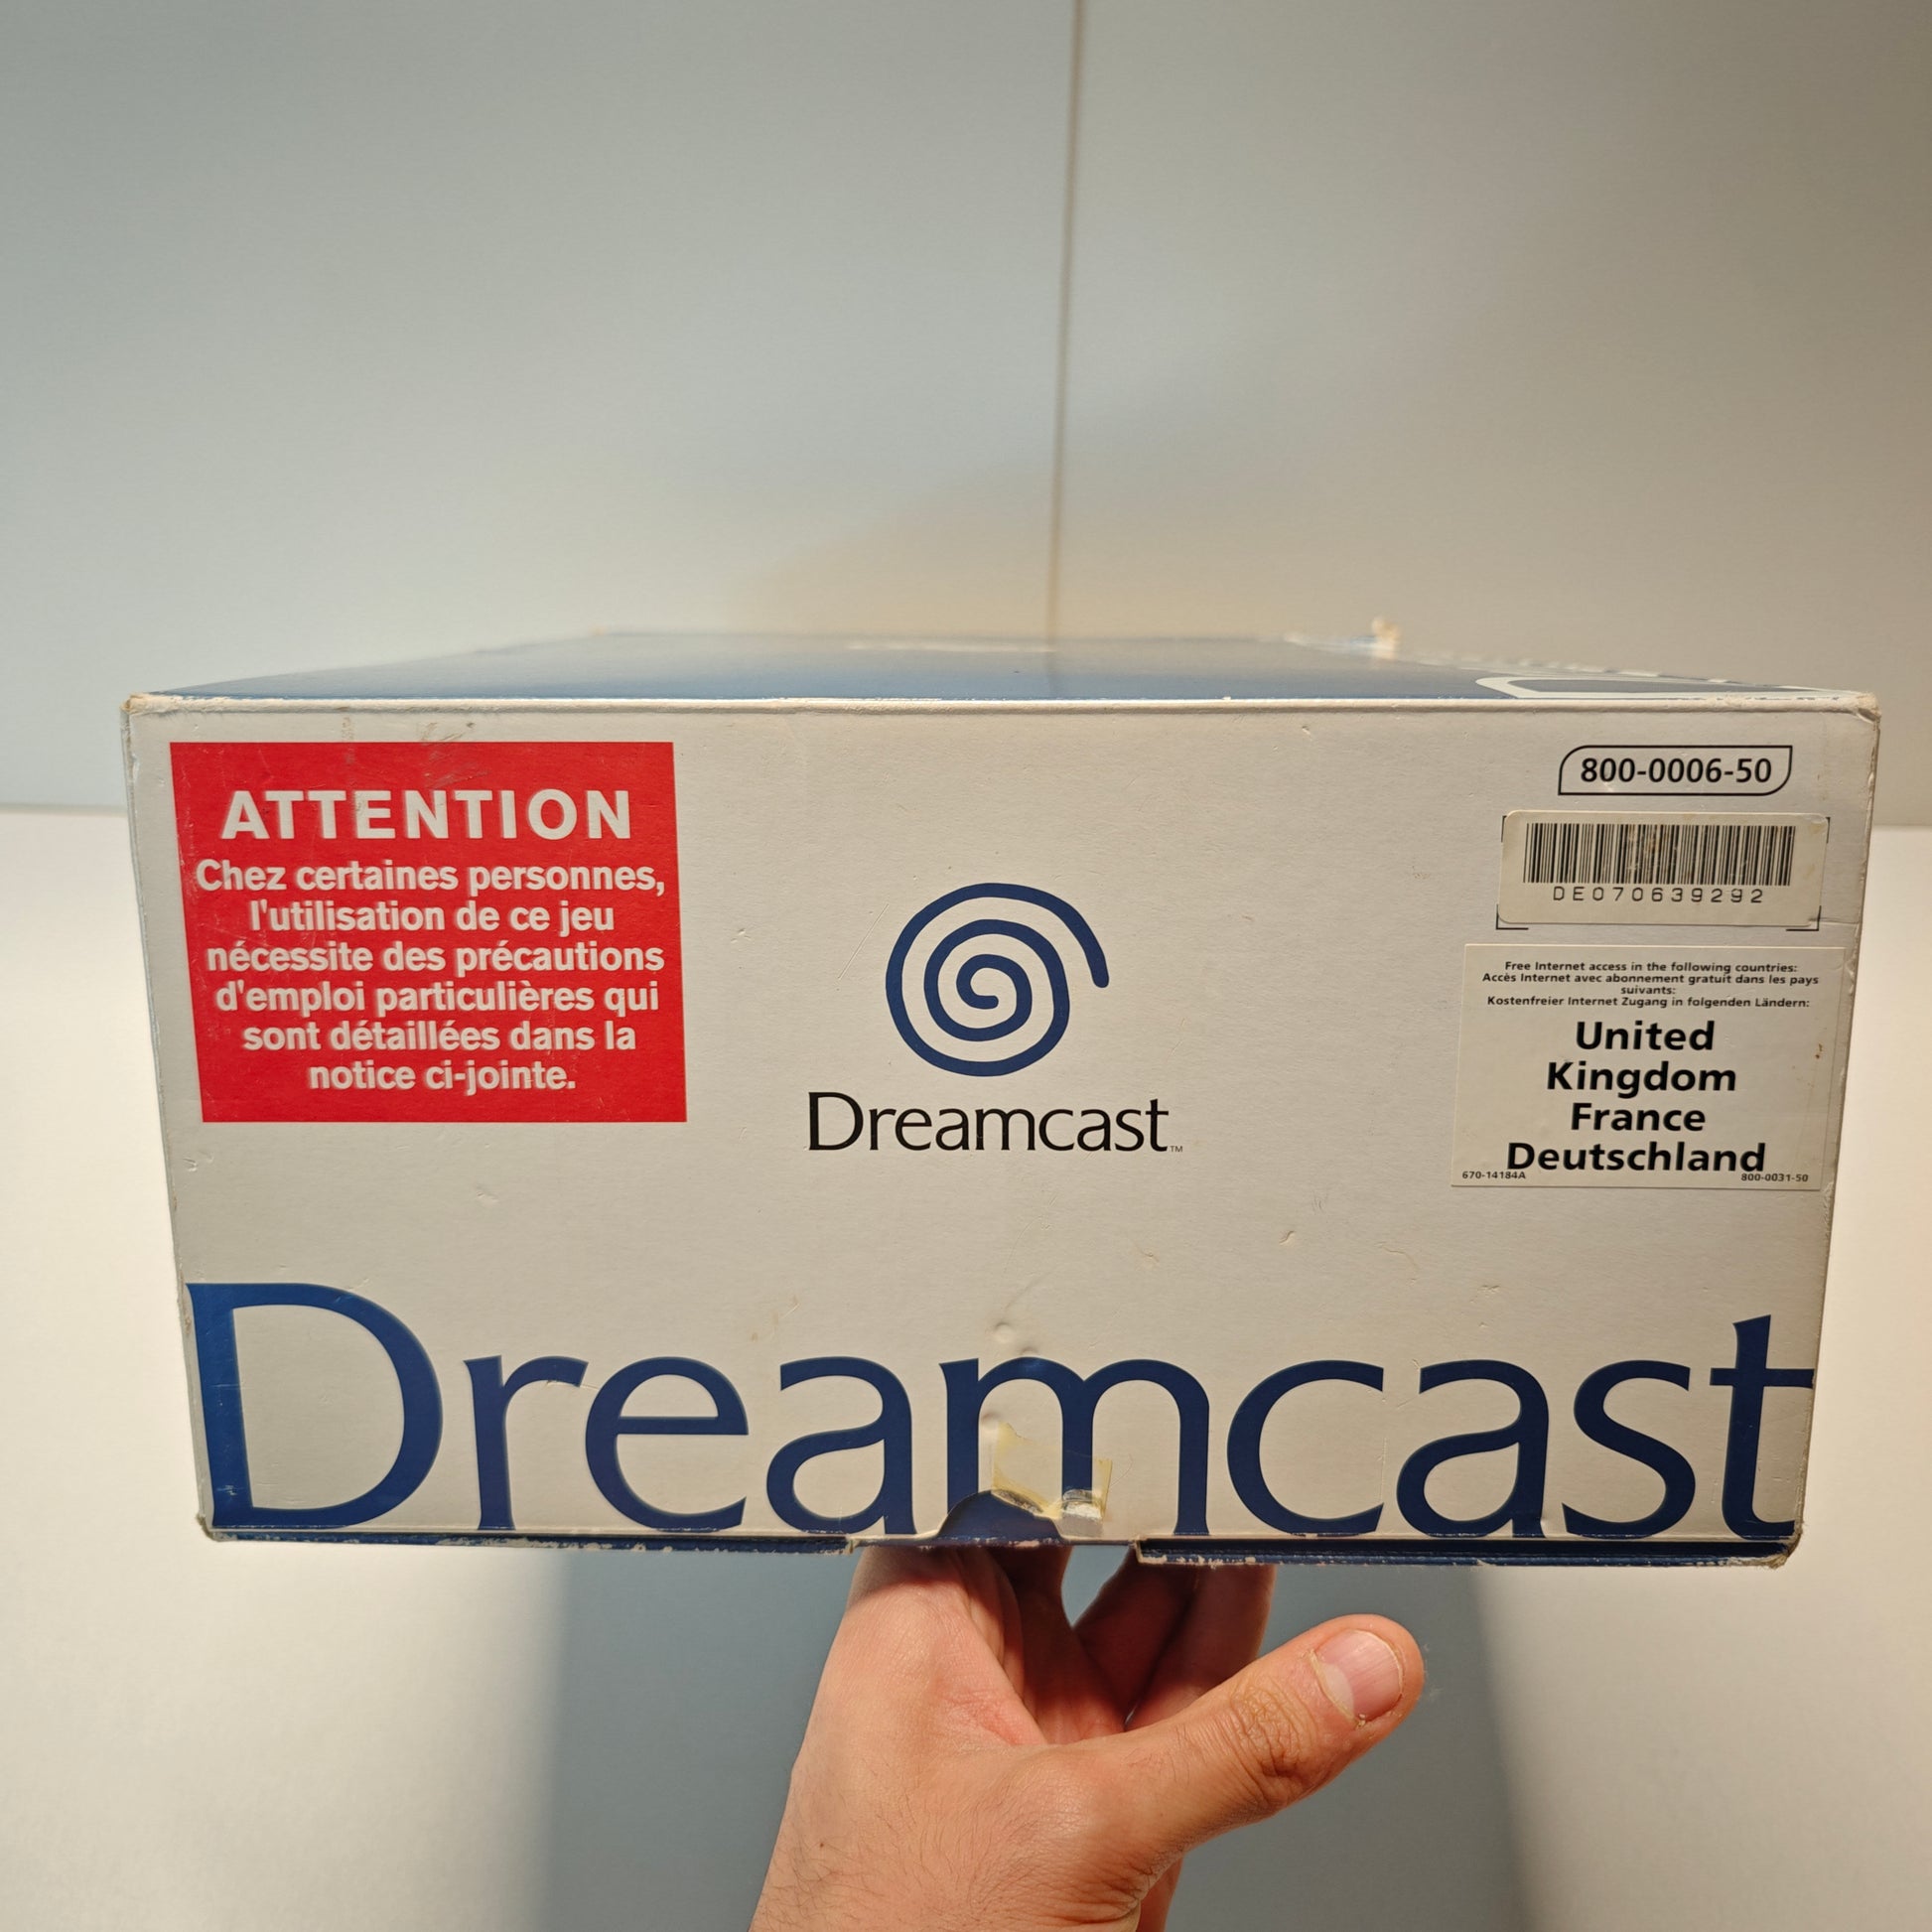 ATTENTION
Chez certaines personnes,
l'utilisation de ce jeu
nécessite des précautions
d'emploi particulières qui
sont détaillées dans la
notice ci-jointe.
Dreamcast™
800-0006-50
DE070639292
Free Internet access in the following countries:
Accès Internet avec abonnement gratuit dans les pays
suivants:
Kostenfreier Internet Zugang in folgenden Ländern:
United
Kingdom
France
Deutschland
670-14184A 800-0031-50
Dreamcast